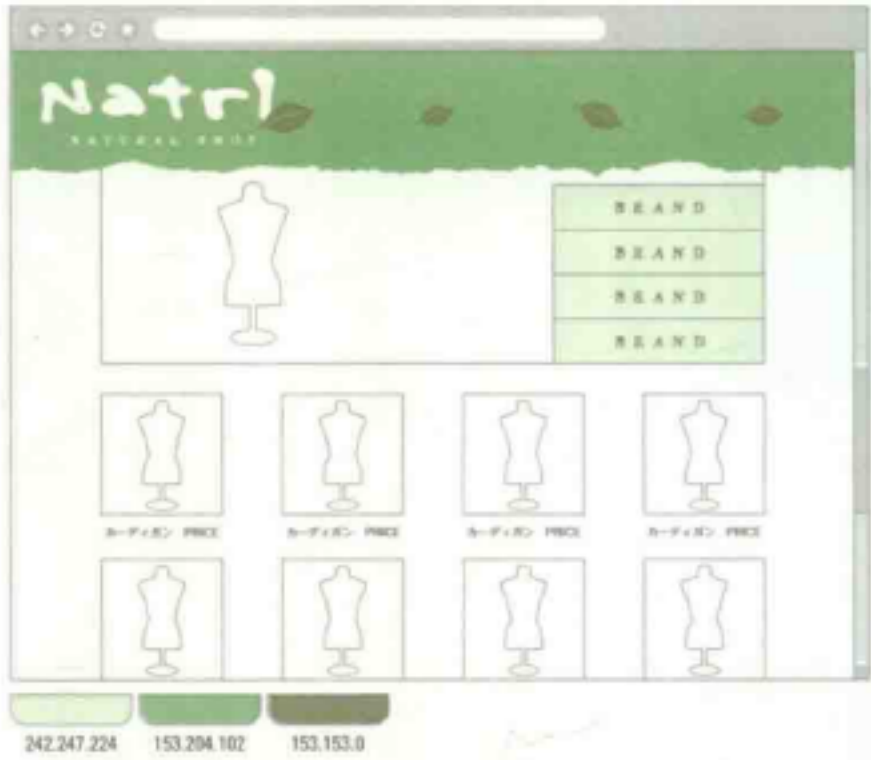 Natrl
NATURAL SHOP
BRAND
BRAND
BRAND
BRAND
カーディガン PRICE
カーディガン PRICE
カーディガン PRICE
カーディガン PRICE
242.247.224
153.204.102
153.153.0